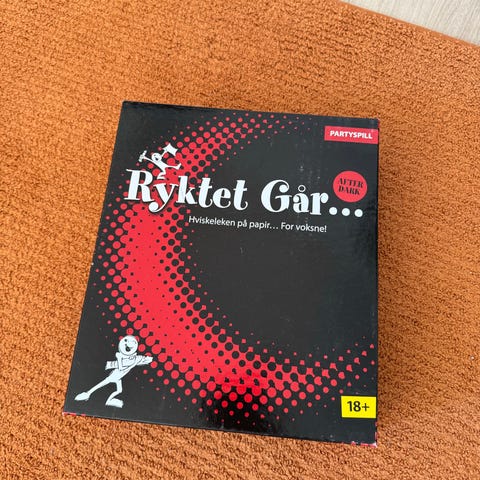 PARTYSPILL
AFTER
DARK
Ryktet Går...
Hviskeleken på papir... For voksne!
18+